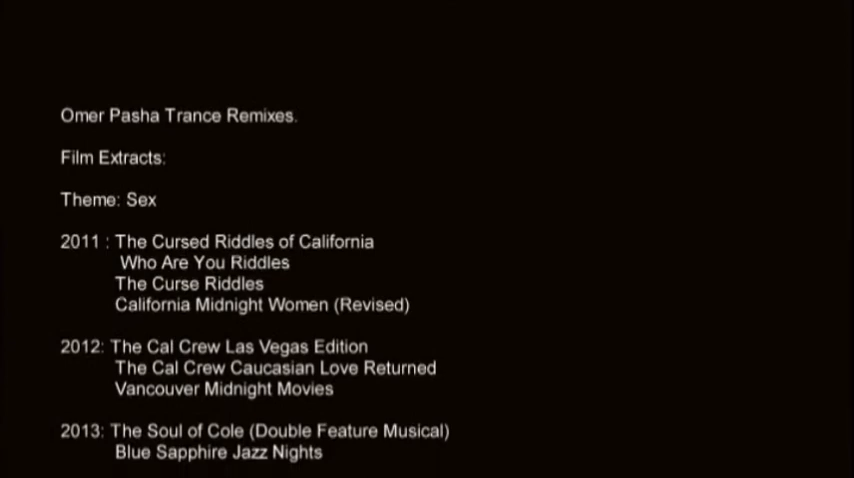 Omer Pasha Trance Remixes.
Film Extracts:
Theme: Sex
2011 : The Cursed Riddles of California
Who Are You Riddles
The Curse Riddles
California Midnight Women (Revised)
2012: The Cal Crew Las Vegas Edition
The Cal Crew Caucasian Love Returned
Vancouver Midnight Movies
2013: The Soul of Cole (Double Feature Musical)
Blue Sapphire Jazz Nights